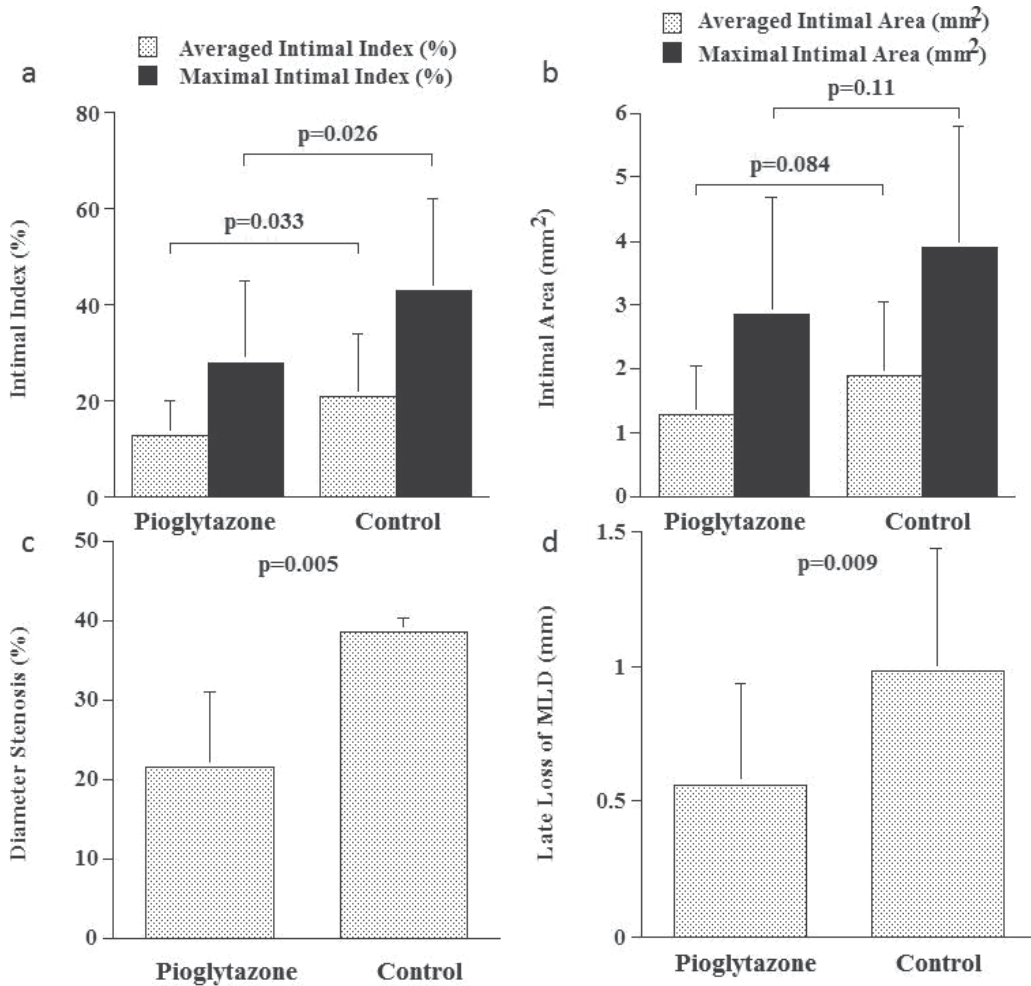 a
Averaged Intimal Index (%)
Maximal Intimal Index (%)
80
60
40
20
0
Intimal Index (%)
p=0.026
p=0.033
Pioglytazone
Control
b
Averaged Intimal Area (mm²)
Maximal Intimal Area (mm²)
6
5
4
3
2
1
0
Intimal Area (mm²)
p=0.11
p=0.084
Pioglytazone
Control
c
50
40
30
20
10
0
Diameter Stenosis (%)
p=0.005
Pioglytazone
Control
d
1.5
1
0.5
0
Late Loss of MLD (mm)
p=0.009
Pioglytazone
Control